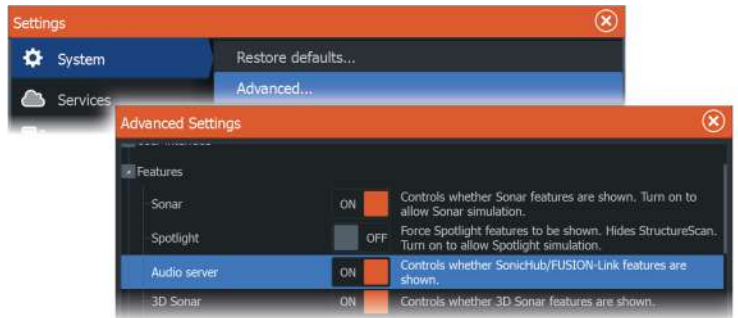 Settings
System
Restore defaults...
Services
Advanced...
Advanced Settings
Features
Sonar
ON
Controls whether Sonar features are shown. Turn on to
allow Sonar simulation.
Spotlight
OFF
Force Spotlight features to be shown. Hides StructureScan.
Turn on to allow Spotlight simulation.
Audio server
ON
Controls whether SonicHub/FUSION-Link features are
shown.
3D Sonar
ON
Controls whether 3D Sonar features are shown.